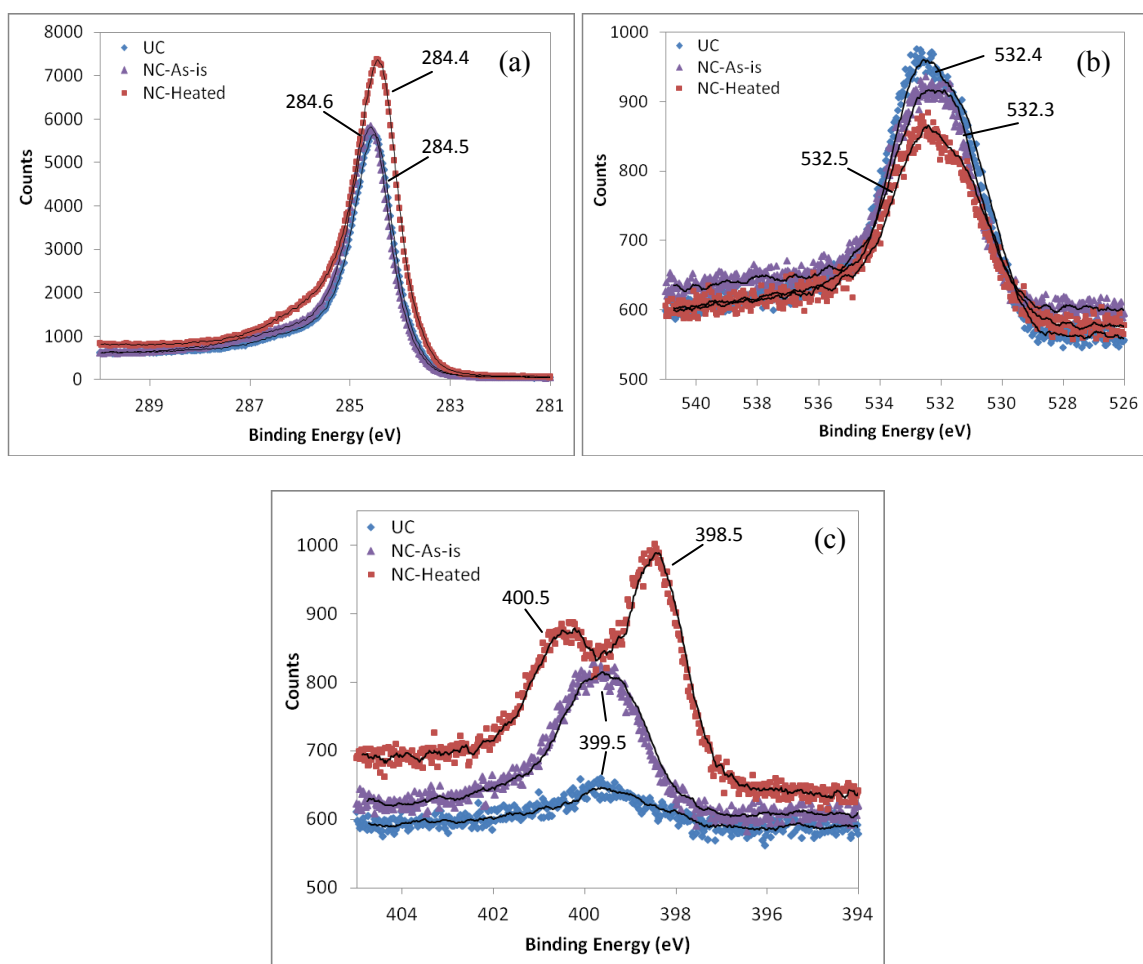 (a)
UC
NC-As-is
NC-Heated
284.4
284.6
284.5
8000
7000
6000
5000
4000
3000
2000
1000
0
Counts
289 287 285 283 281
Binding Energy (eV)
(b)
UC
NC-As-is
NC-Heated
532.4
532.3
532.5
1000
900
800
700
600
500
Counts
540 538 536 534 532 530 528 526
Binding Energy (eV)
(c)
UC
NC-As-is
NC-Heated
398.5
400.5
399.5
1000
900
800
700
600
500
Counts
404 402 400 398 396 394
Binding Energy (eV)